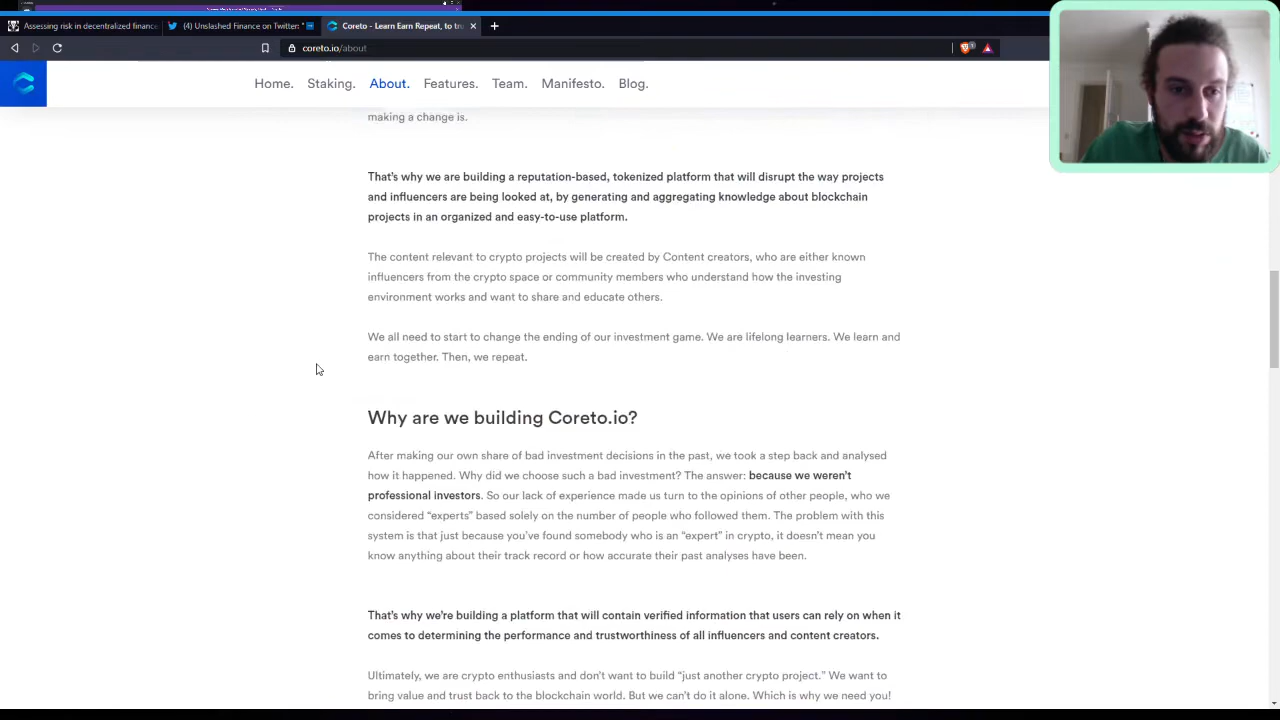 Assessing risk in decentralized finance
(4) Unslashed Finance on Twitter: "
Coreto - Learn Earn Repeat, to tru
coreto.io/about
Home. Staking. About. Features. Team. Manifesto. Blog.
making a change is.
That's why we are building a reputation-based, tokenized platform that will disrupt the way projects
and influencers are being looked at, by generating and aggregating knowledge about blockchain
projects in an organized and easy-to-use platform.
The content relevant to crypto projects will be created by Content creators, who are either known
influencers from the crypto space or community members who understand how the investing
environment works and want to share and educate others.
We all need to start to change the ending of our investment game. We are lifelong learners. We learn and
earn together. Then, we repeat.
Why are we building Coreto.io?
After making our own share of bad investment decisions in the past, we took a step back and analysed
how it happened. Why did we choose such a bad investment? The answer: because we weren't
professional investors. So our lack of experience made us turn to the opinions of other people, who we
considered "experts" based solely on the number of people who followed them. The problem with this
system is that just because you've found somebody who is an "expert" in crypto, it doesn't mean you
know anything about their track record or how accurate their past analyses have been.
That's why we're building a platform that will contain verified information that users can rely on when it
comes to determining the performance and trustworthiness of all influencers and content creators.
Ultimately, we are crypto enthusiasts and don't want to build "just another crypto project." We want to
bring value and trust back to the blockchain world. But we can't do it alone. Which is why we need you!